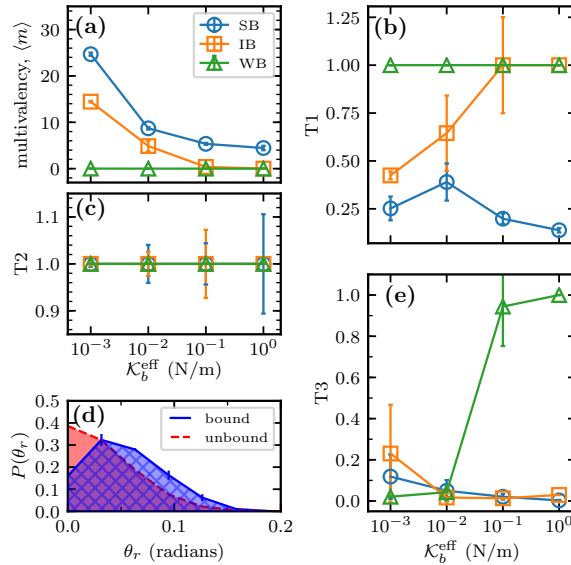 (a)
multivalency, ⟨m⟩
30
20
10
0
SB
IB
WB
(b)
T1
1.25
1.00
0.75
0.50
0.25
(c)
T2
1.1
1.0
0.9
10⁻³ 10⁻² 10⁻¹ 10⁰
𝒦_b^eff (N/m)
(d)
P(θ_r)
0.5
0.4
0.3
0.2
0.1
0.0
bound
unbound
0.0 0.1 0.2
θ_r (radians)
(e)
T3
1.0
0.8
0.6
0.4
0.2
0.0
10⁻³ 10⁻² 10⁻¹ 10⁰
𝒦_b^eff (N/m)